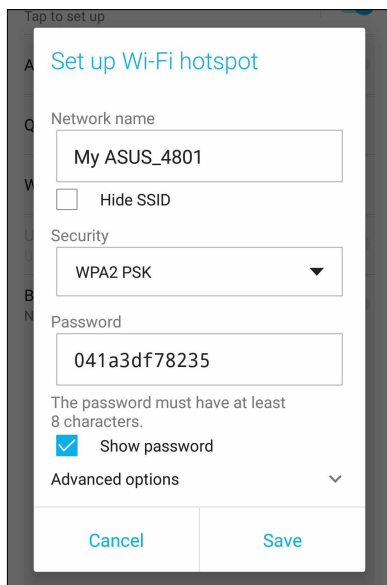 Tap to set up
Set up Wi-Fi hotspot
Network name
My ASUS_4801
Hide SSID
Security
WPA2 PSK
Password
041a3df78235
The password must have at least
8 characters.
Show password
Advanced options
Cancel
Save